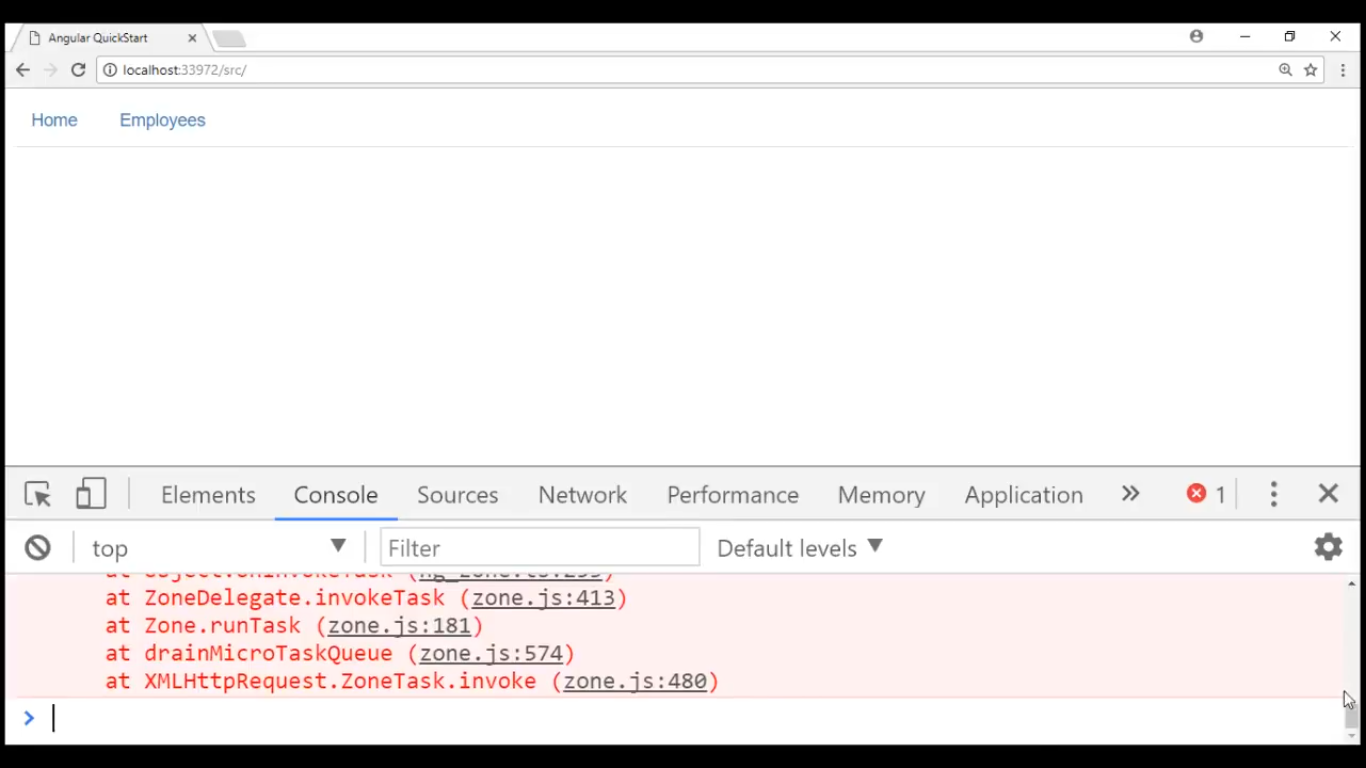 Angular QuickStart
localhost:33972/src/
Home Employees
Elements Console Sources Network Performance Memory Application » 1
top Filter Default levels
at ZoneDelegate.invokeTask (zone.js:413)
at Zone.runTask (zone.js:181)
at drainMicroTaskQueue (zone.js:574)
at XMLHttpRequest.ZoneTask.invoke (zone.js:480)
>